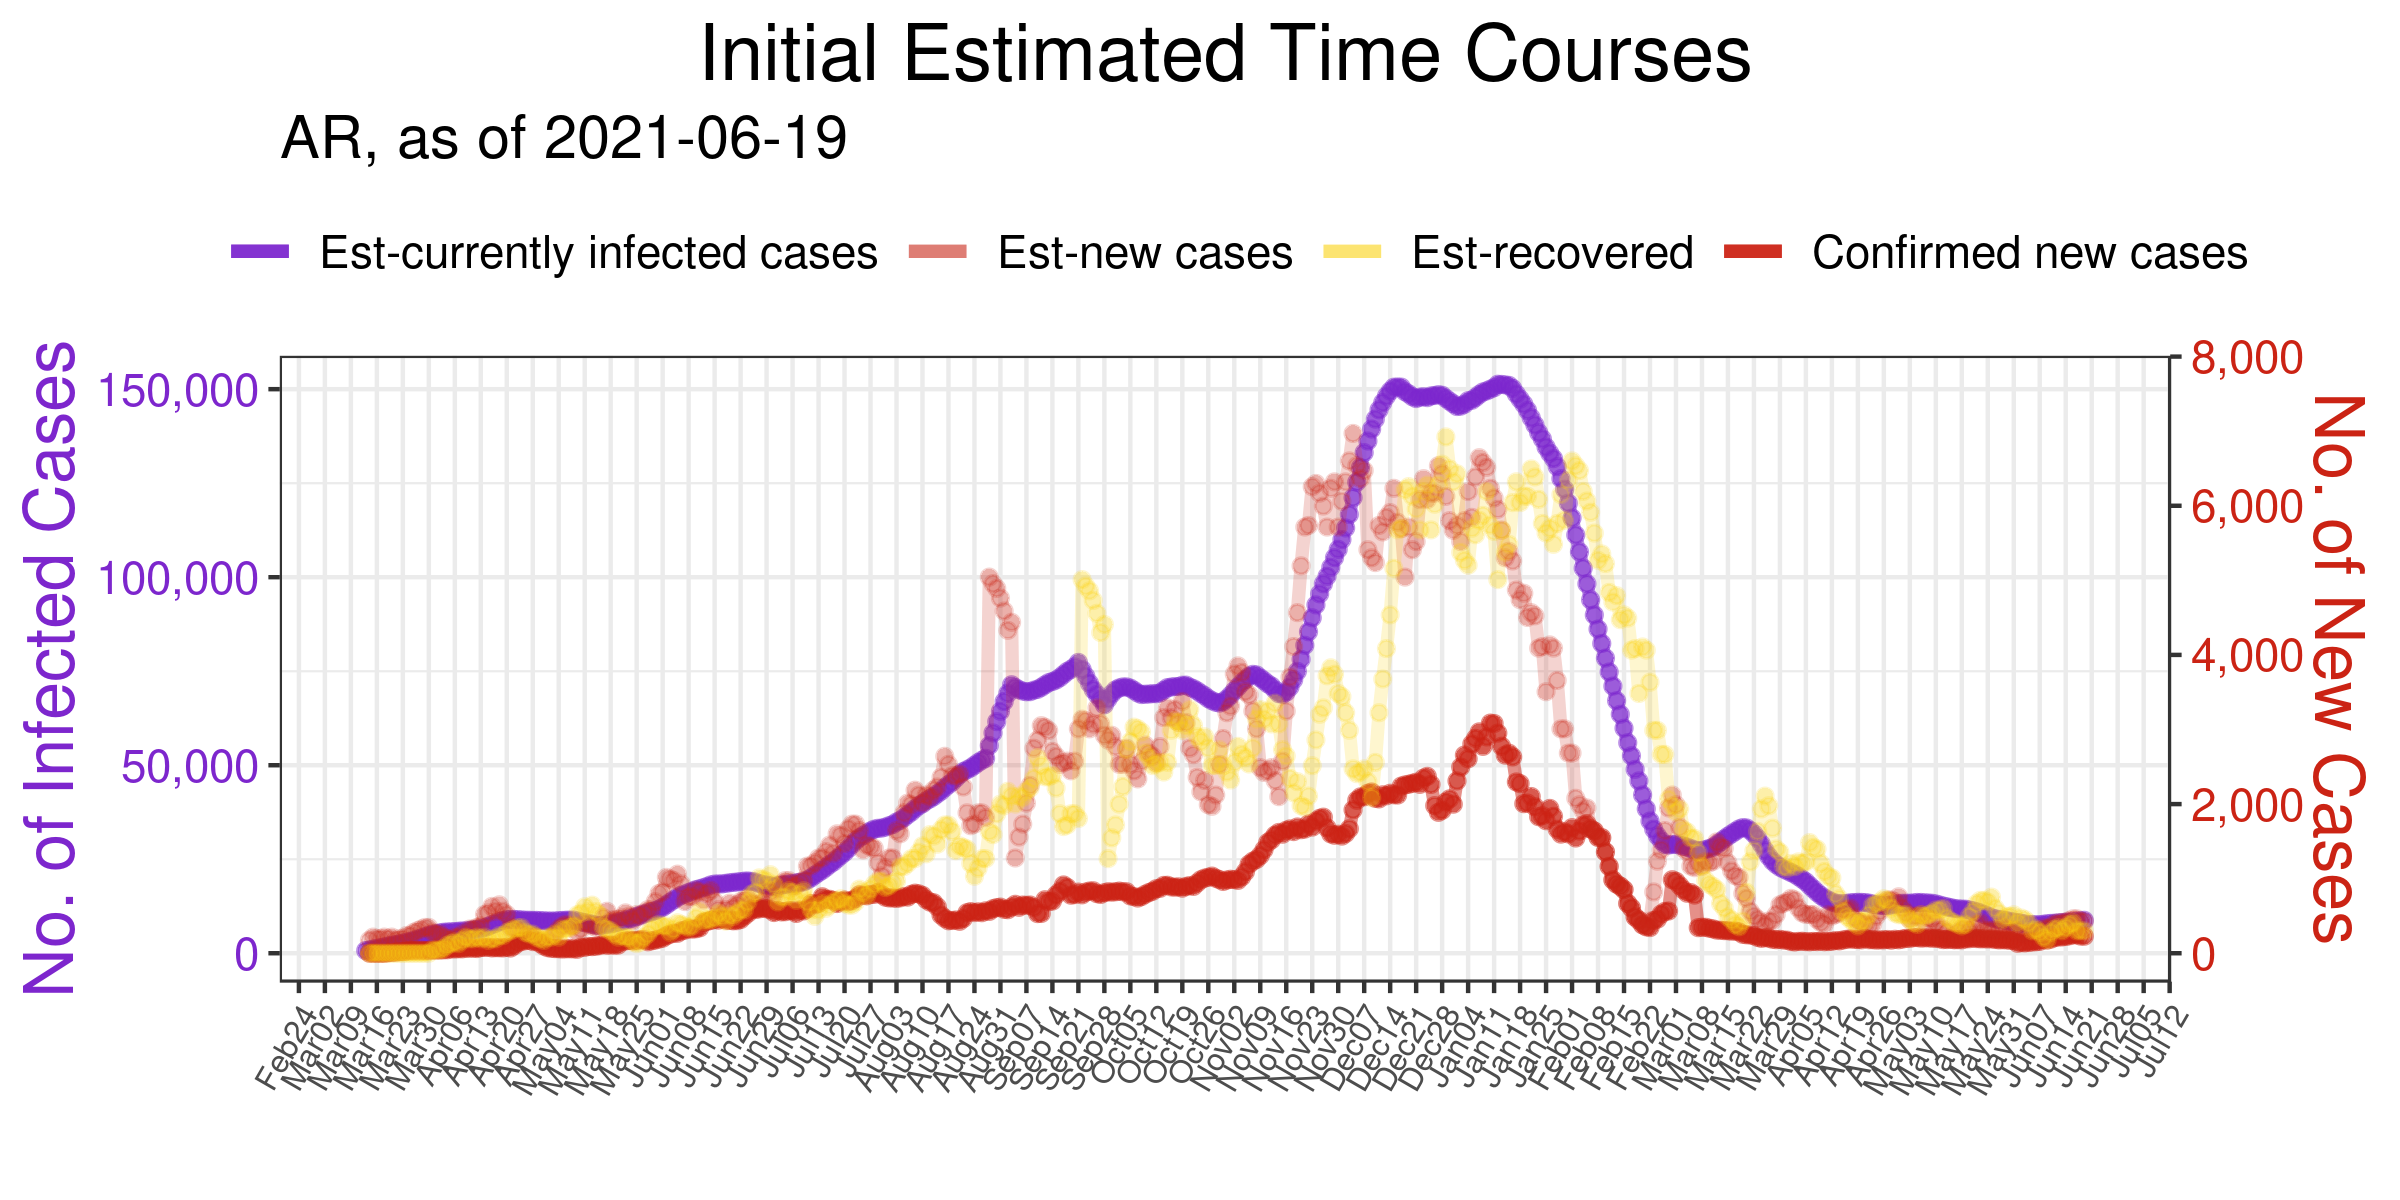 Initial Estimated Time Courses
AR, as of 2021-06-19
Est-currently infected cases
Est-new cases
Est-recovered
Confirmed new cases
No. of Infected Cases
150,000
100,000
50,000
0
8,000
6,000
4,000
2,000
0
No. of New Cases
Feb24
Mar02
Mar09
Mar16
Mar23
Mar30
Apr06
Apr13
Apr20
Apr27
May04
May11
May18
May25
Jun01
Jun08
Jun15
Jun22
Jun29
Jul06
Jul13
Jul20
Jul27
Aug03
Aug10
Aug17
Aug24
Aug31
Sep07
Sep14
Sep21
Sep28
Oct05
Oct12
Oct19
Oct26
Nov02
Nov09
Nov16
Nov23
Nov30
Dec07
Dec14
Dec21
Dec28
Jan04
Jan11
Jan18
Jan25
Feb01
Feb08
Feb15
Feb22
Mar01
Mar08
Mar15
Mar22
Mar29
Apr05
Apr12
Apr19
Apr26
May03
May10
May17
May24
May31
Jun07
Jun14
Jun21
Jun28
Jul05
Jul12